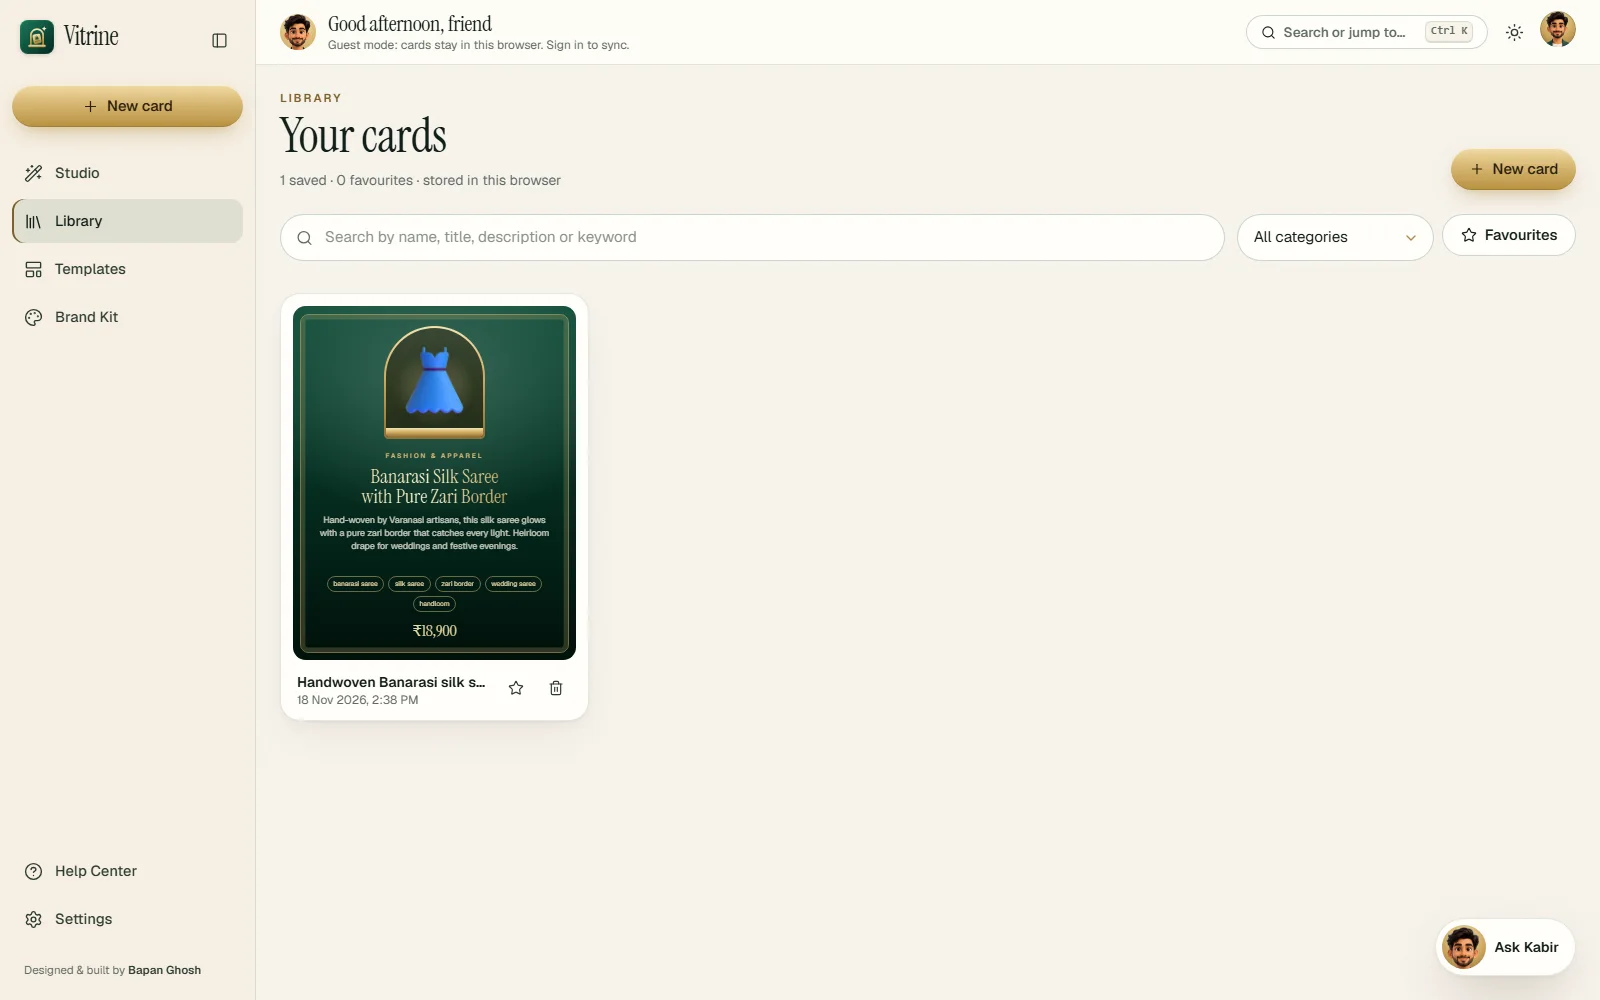 Vitrine
New card
Studio
Library
Templates
Brand Kit
Help Center
Settings
Designed & built by Bapan Ghosh
Good afternoon, friend
Guest mode: cards stay in this browser. Sign in to sync.
Search or jump to... Ctrl K
LIBRARY
Your cards
1 saved · 0 favourites · stored in this browser
New card
Search by name, title, description or keyword
All categories
Favourites
FASHION & APPAREL
Banarasi Silk Saree
with Pure Zari Border
Hand-woven by Varanasi artisans, this silk saree glows
with a pure zari border that catches every light. Heirloom
drape for weddings and festive evenings.
banarasi saree silk saree zari border wedding saree
handloom
₹18,900
Handwoven Banarasi silk s...
18 Nov 2026, 2:38 PM
Ask Kabir